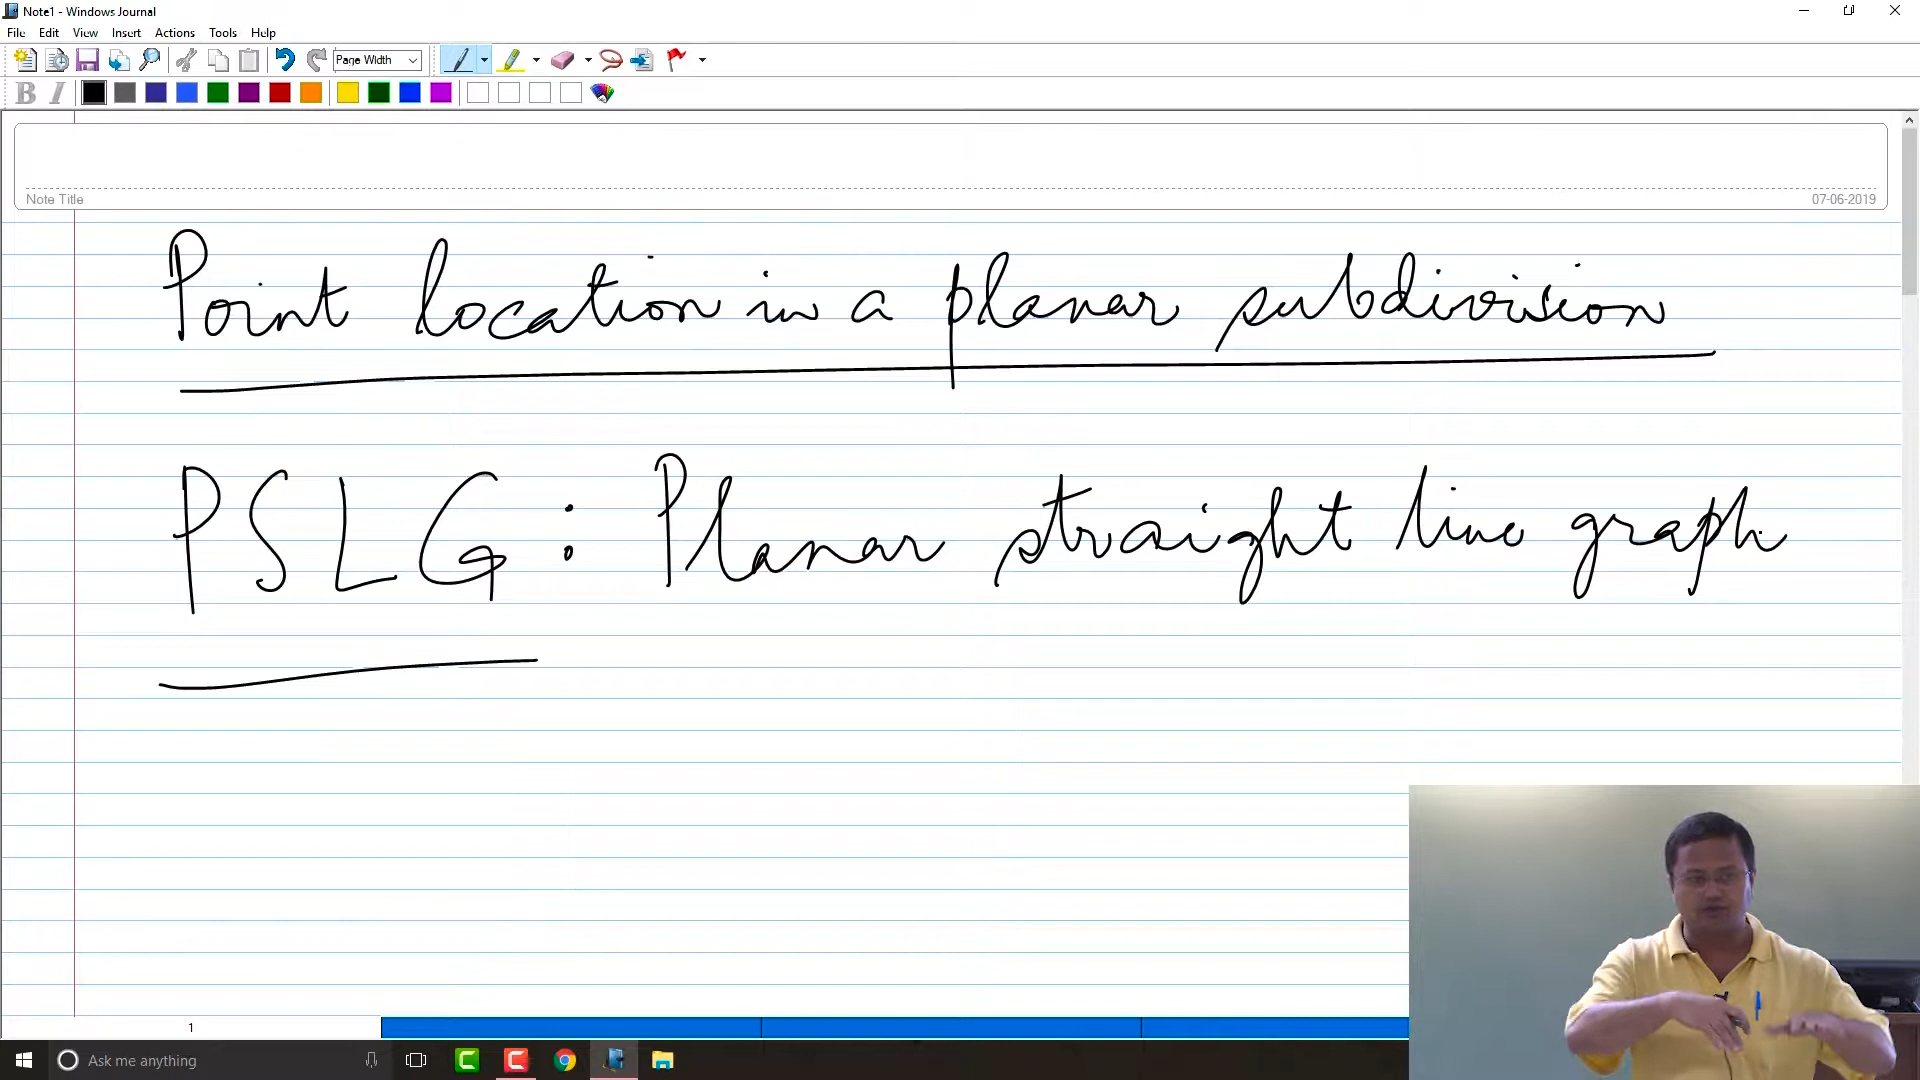 Note1 - Windows Journal
File Edit View Insert Actions Tools Help
Page Width
B I
Note Title 07-06-2019
Point location in a planar subdivision
PSLG : Planar straight line graph
1
Ask me anything